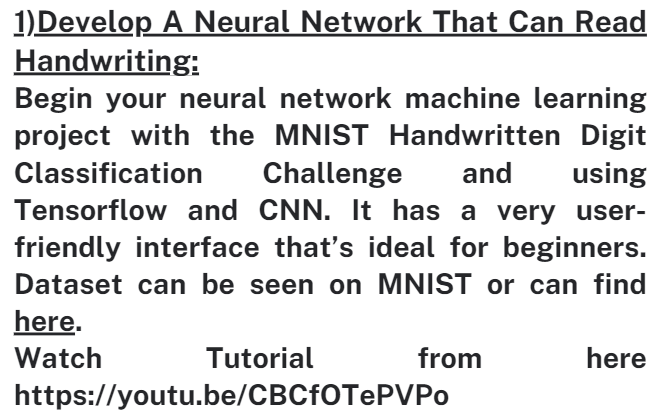 1)Develop A Neural Network That Can Read
Handwriting:
Begin your neural network machine learning
project with the MNIST Handwritten Digit
Classification Challenge and using
Tensorflow and CNN. It has a very user-
friendly interface that’s ideal for beginners.
Dataset can be seen on MNIST or can find
here.
Watch Tutorial from here
https://youtu.be/CBCfOTePVPo